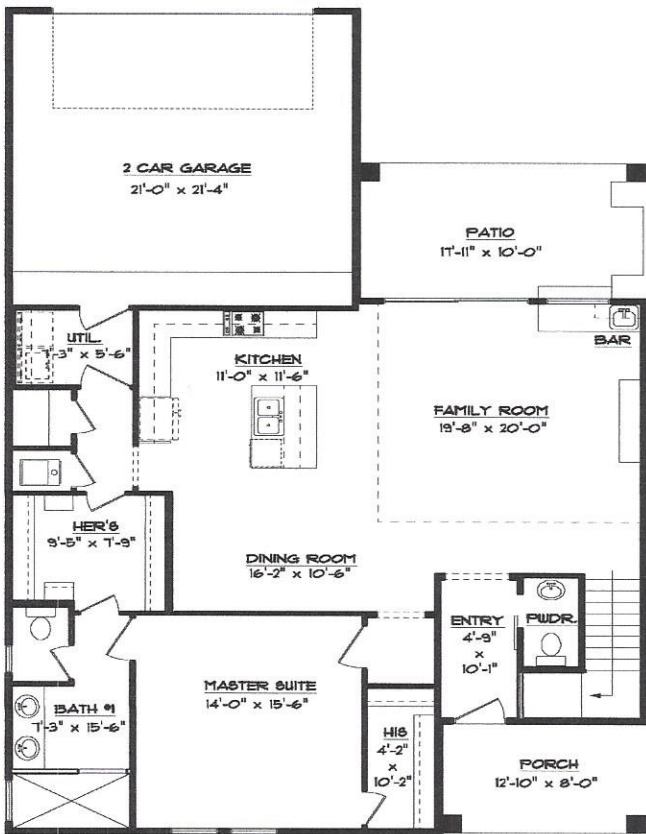 2 CAR GARAGE
21'-0" x 21'-4"
PATIO
17'-11" x 10'-0"
UTIL.
7'-3" x 5'-6"
KITCHEN
11'-0" x 11'-6"
BAR
FAMILY ROOM
19'-8" x 20'-0"
HER'S
9'-5" x 7'-9"
DINING ROOM
16'-2" x 10'-6"
ENTRY
4'-9"
x
10'-1"
PWDR.
MASTER SUITE
14'-0" x 15'-6"
BATH #1
7'-3" x 15'-6"
HIS
4'-2"
x
10'-2"
PORCH
12'-10" x 8'-0"